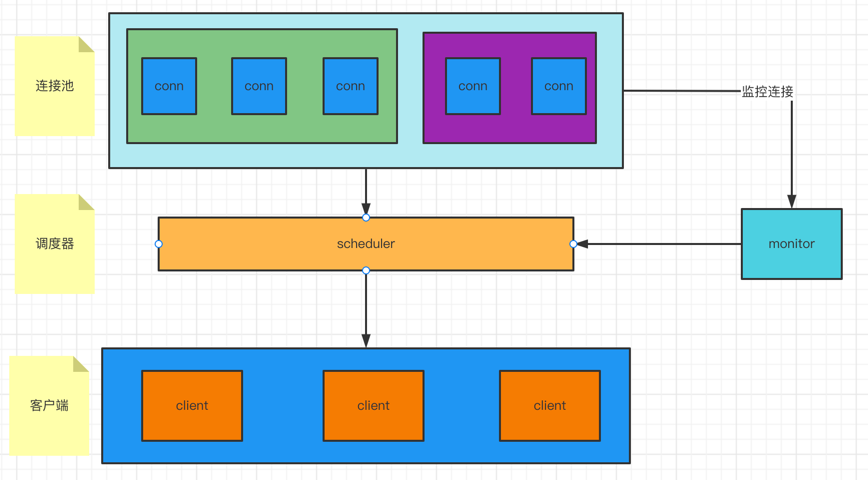 连接池
conn
conn
conn
conn
conn
监控连接
调度器
scheduler
monitor
客户端
client
client
client